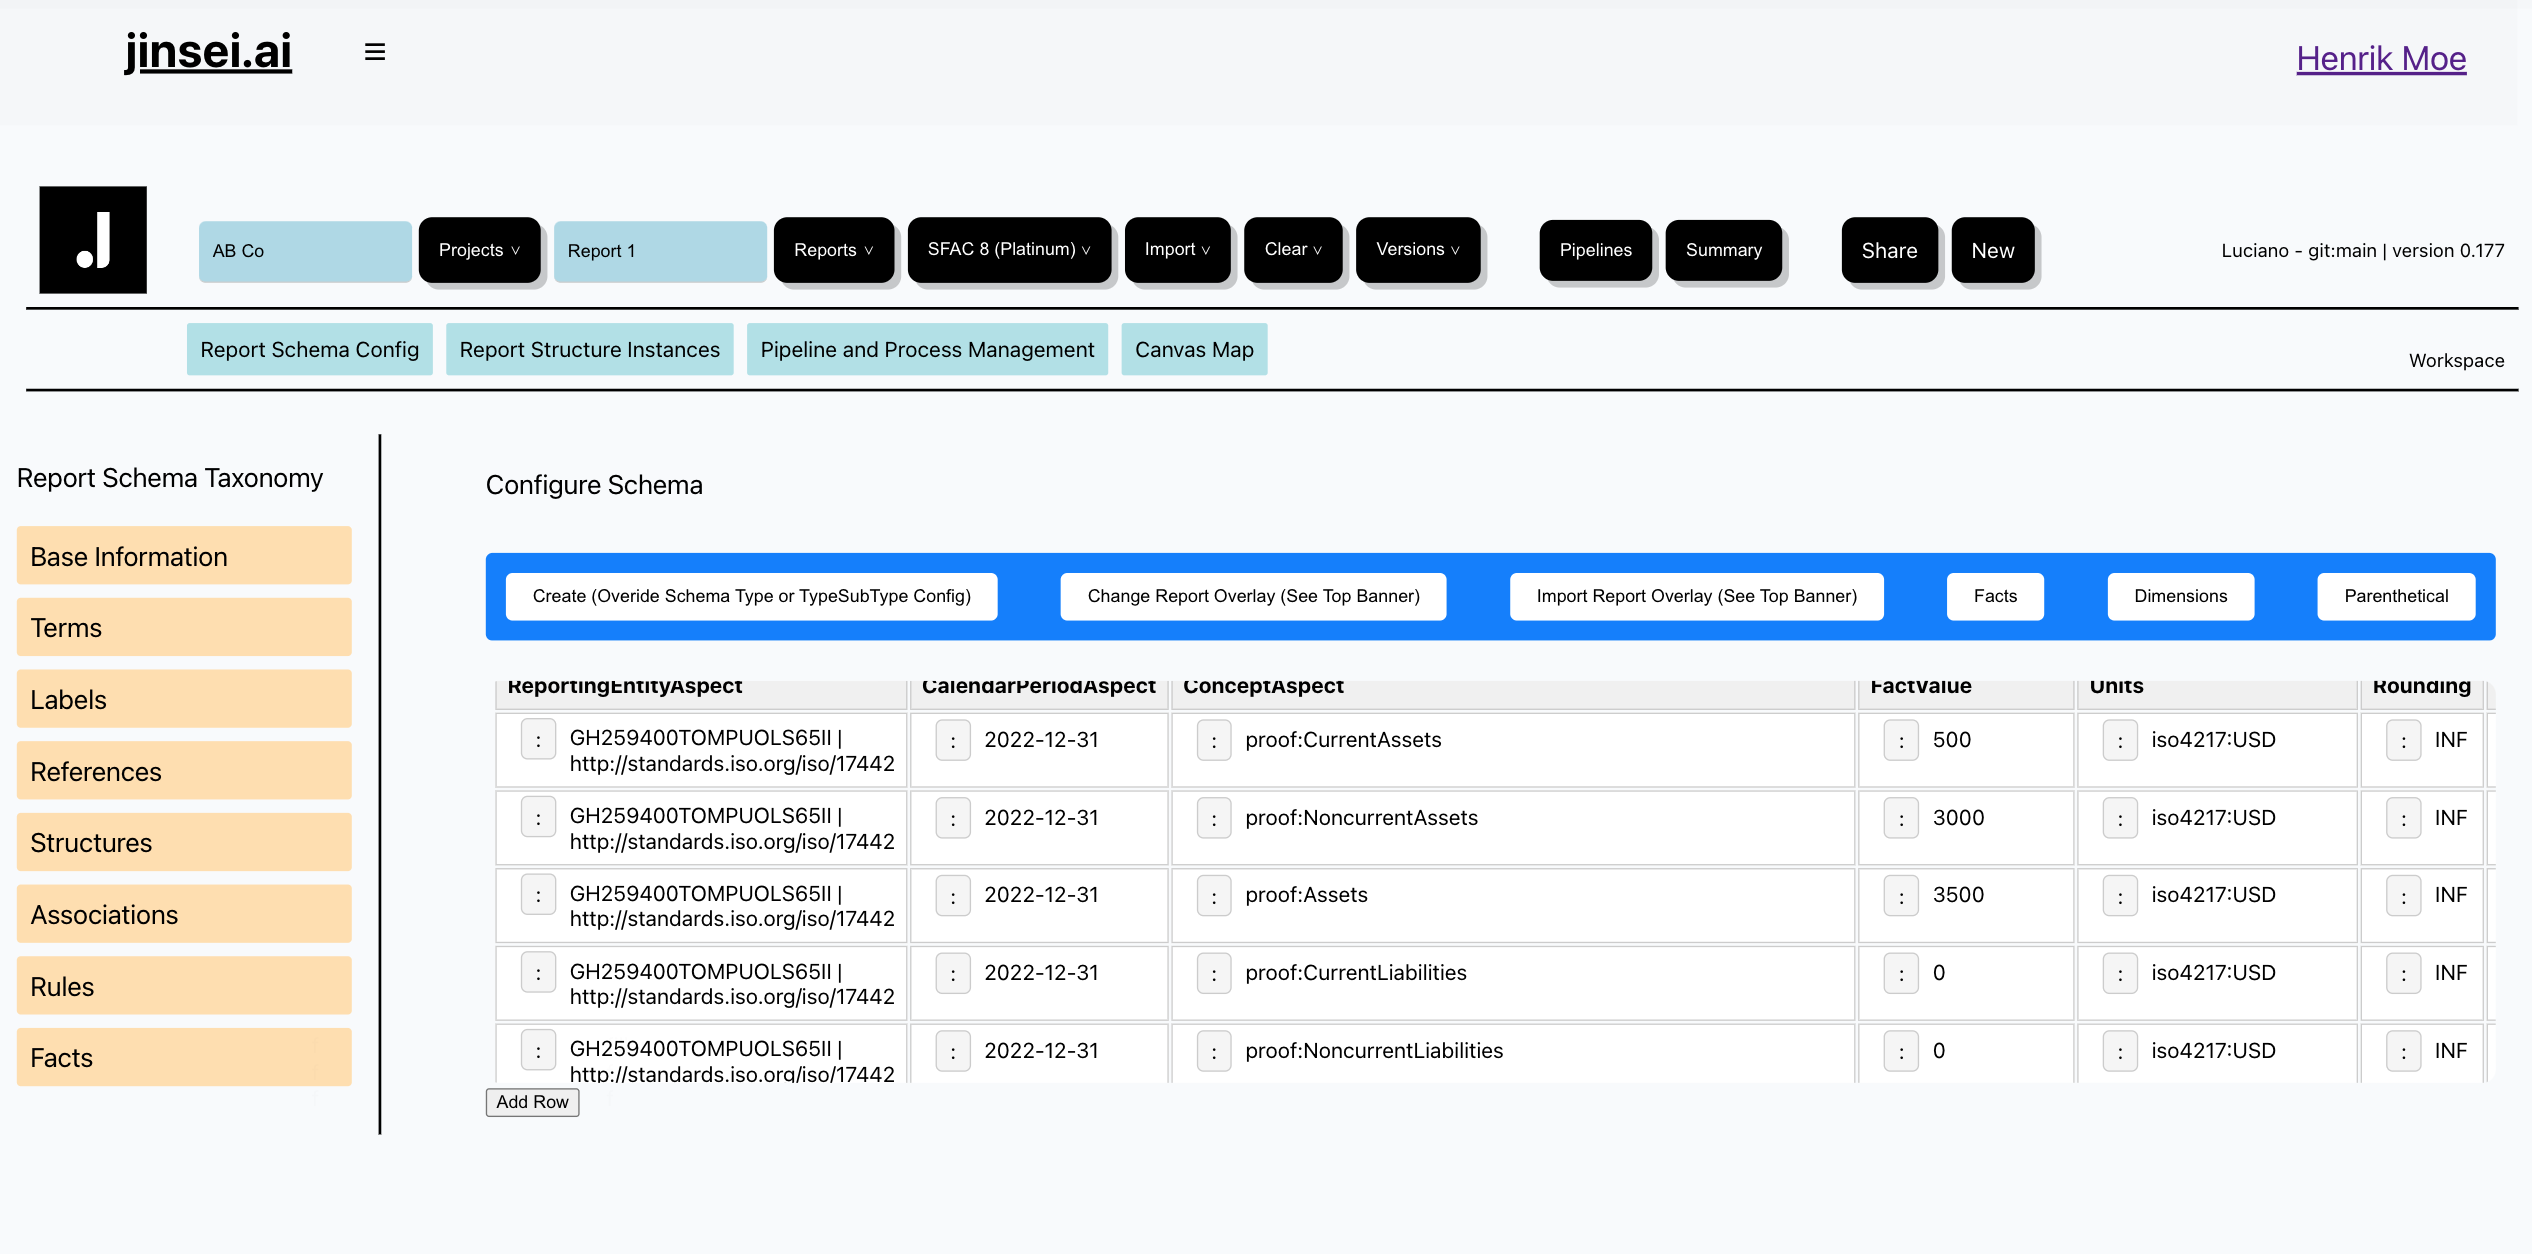 jinsei.ai
Henrik Moe
J
AB Co
Projects v
Report 1
Reports v
SFAC 8 (Platinum) v
Import v
Clear v
Versions v
Pipelines
Summary
Share
New
Luciano - git:main | version 0.177
Report Schema Config
Report Structure Instances
Pipeline and Process Management
Canvas Map
Workspace
Report Schema Taxonomy
Base Information
Terms
Labels
References
Structures
Associations
Rules
Facts
Configure Schema
Create (Overide Schema Type or TypeSubType Config)
Change Report Overlay (See Top Banner)
Import Report Overlay (See Top Banner)
Facts
Dimensions
Parenthetical
ReportingEntityAspect CalendarPeriodAspect ConceptAspect FactValue Units Rounding
: GH259400TOMPUOLS65II | : 2022-12-31 : proof:CurrentAssets : 500 : iso4217:USD : INF
http://standards.iso.org/iso/17442
: GH259400TOMPUOLS65II | : 2022-12-31 : proof:NoncurrentAssets : 3000 : iso4217:USD : INF
http://standards.iso.org/iso/17442
: GH259400TOMPUOLS65II | : 2022-12-31 : proof:Assets : 3500 : iso4217:USD : INF
http://standards.iso.org/iso/17442
: GH259400TOMPUOLS65II | : 2022-12-31 : proof:CurrentLiabilities : 0 : iso4217:USD : INF
http://standards.iso.org/iso/17442
: GH259400TOMPUOLS65II | : 2022-12-31 : proof:NoncurrentLiabilities : 0 : iso4217:USD : INF
http://standards.iso.org/iso/17442
Add Row